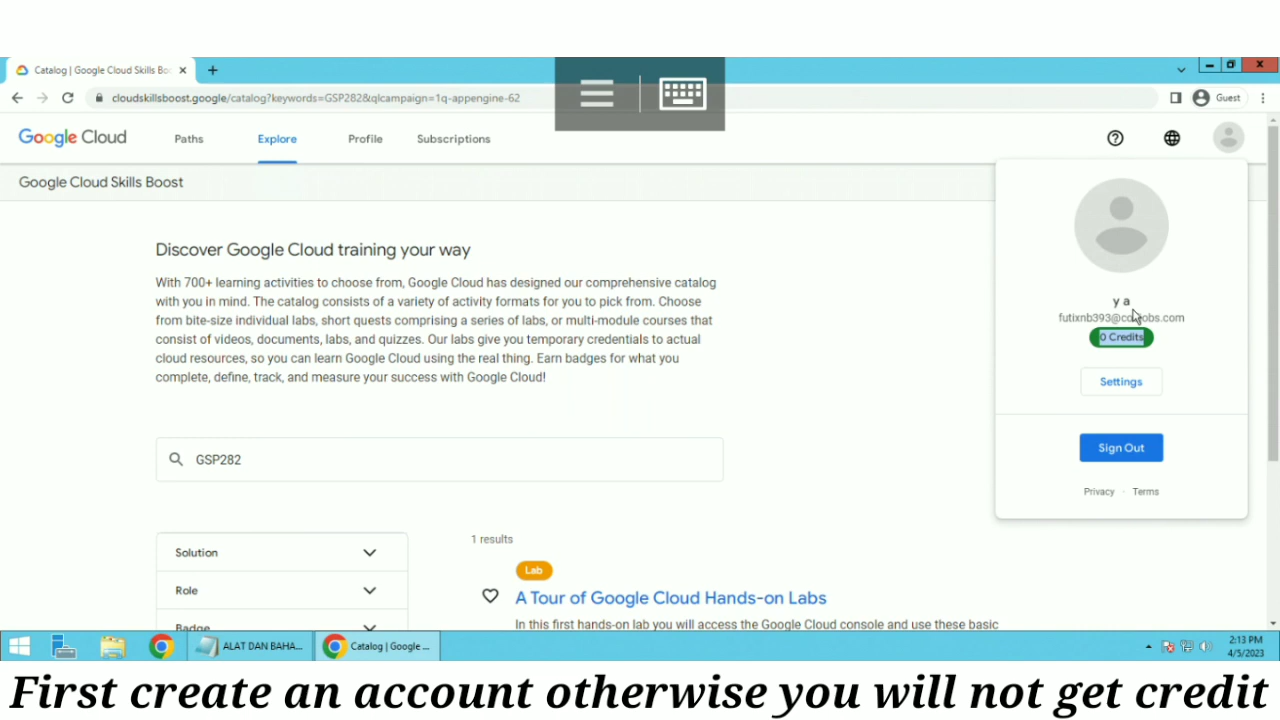 Catalog | Google Cloud Skills Bo
cloudskillsboost.google/catalog?keywords=GSP282&qlcampaign=1q-appengine-62
Guest
Google Cloud
Paths
Explore
Profile
Subscriptions
Google Cloud Skills Boost
y a
0 Credits
Settings
Sign Out
Privacy · Terms
Discover Google Cloud training your way
With 700+ learning activities to choose from, Google Cloud has designed our comprehensive catalog
with you in mind. The catalog consists of a variety of activity formats for you to pick from. Choose
from bite-size individual labs, short quests comprising a series of labs, or multi-module courses that
consist of videos, documents, labs, and quizzes. Our labs give you temporary credentials to actual
cloud resources, so you can learn Google Cloud using the real thing. Earn badges for what you
complete, define, track, and measure your success with Google Cloud!
GSP282
Solution
Role
Badge
1 results
Lab
A Tour of Google Cloud Hands-on Labs
In this first hands-on lab you will access the Google Cloud console and use these basic
ALAT DAN BAHA...
Catalog | Google ...
2:13 PM
4/5/2023
First create an account otherwise you will not get credit